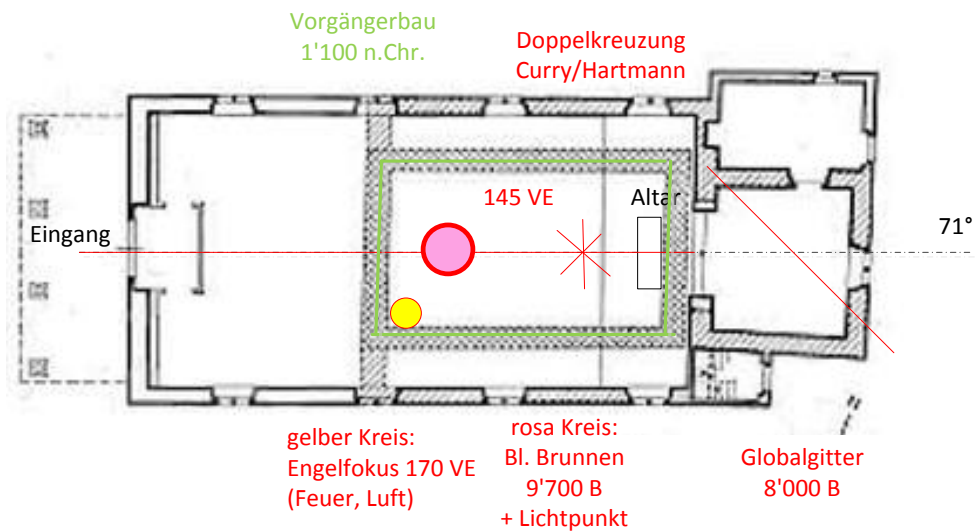 Vorgängerbau
1'100 n.Chr.
Doppelkreuzung
Curry/Hartmann
145 VE
Altar
Eingang
71°
gelber Kreis:
Engelfokus 170 VE
(Feuer, Luft)
rosa Kreis:
Bl. Brunnen
9'700 B
+ Lichtpunkt
Globalgitter
8'000 B